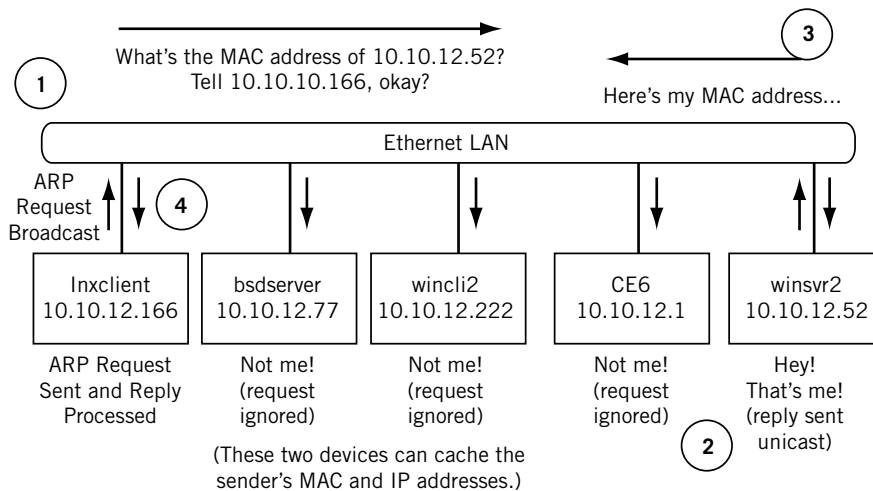 3
What's the MAC address of 10.10.12.52?
Tell 10.10.10.166, okay?
1
Here's my MAC address...
Ethernet LAN
ARP
Request
Broadcast
4
lnxclient
10.10.12.166
bsdserver
10.10.12.77
wincli2
10.10.12.222
CE6
10.10.12.1
winsvr2
10.10.12.52
ARP Request
Sent and Reply
Processed
Not me!
(request
ignored)
Not me!
(request
ignored)
Not me!
(request
ignored)
Hey!
That's me!
(reply sent
unicast)
2
(These two devices can cache the
sender's MAC and IP addresses.)